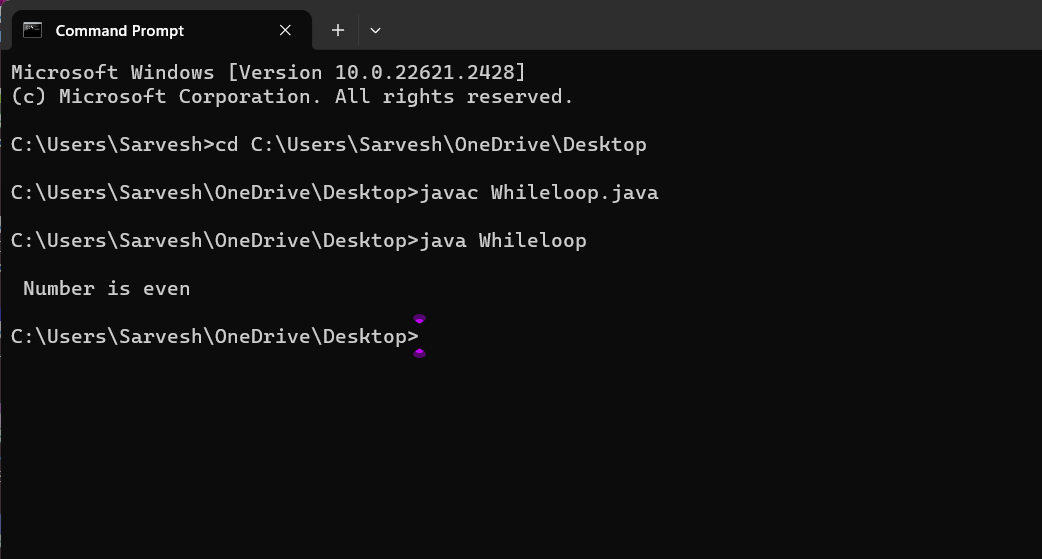 Command Prompt
Microsoft Windows [Version 10.0.22621.2428]
(c) Microsoft Corporation. All rights reserved.
C:\Users\Sarvesh>cd C:\Users\Sarvesh\OneDrive\Desktop
C:\Users\Sarvesh\OneDrive\Desktop>javac Whileloop.java
C:\Users\Sarvesh\OneDrive\Desktop>java Whileloop
Number is even
C:\Users\Sarvesh\OneDrive\Desktop>